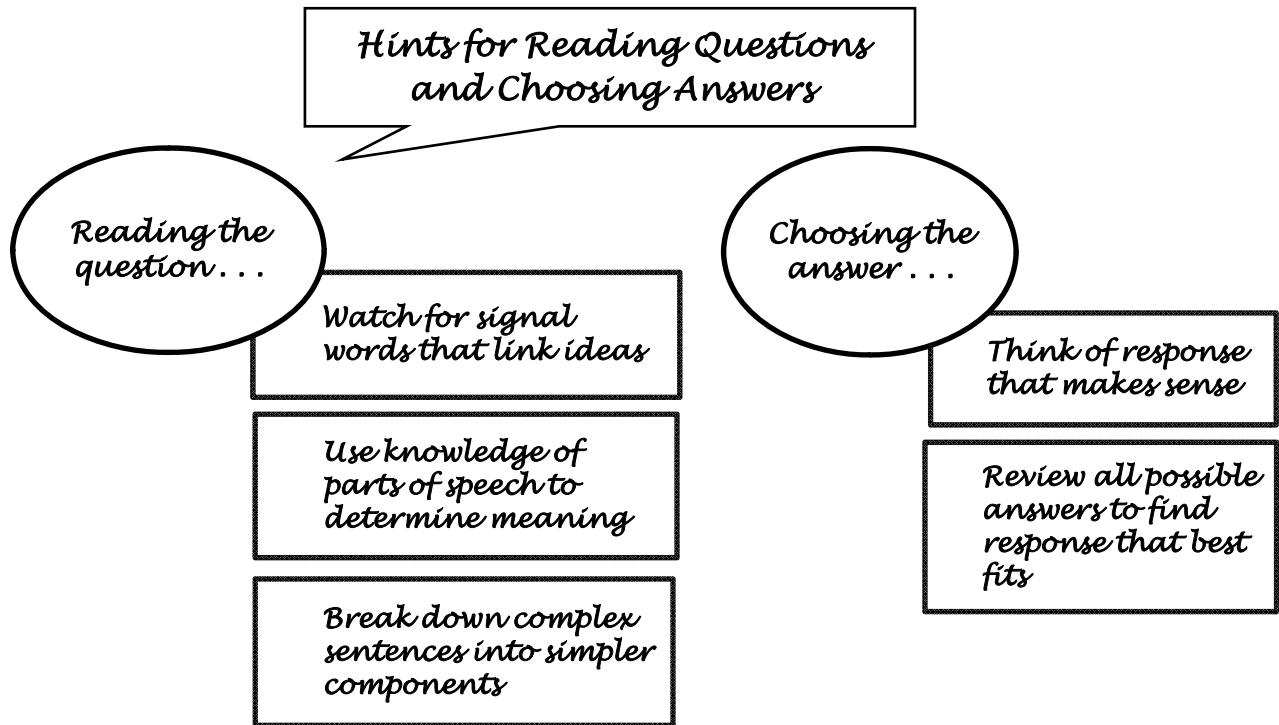 Hints for Reading Questions
and Choosing Answers
Reading the
question . . .
Watch for signal
words that link ideas
Use knowledge of
parts of speech to
determine meaning
Break down complex
sentences into simpler
components
Choosing the
answer . . .
Think of response
that makes sense
Review all possible
answers to find
response that best
fits